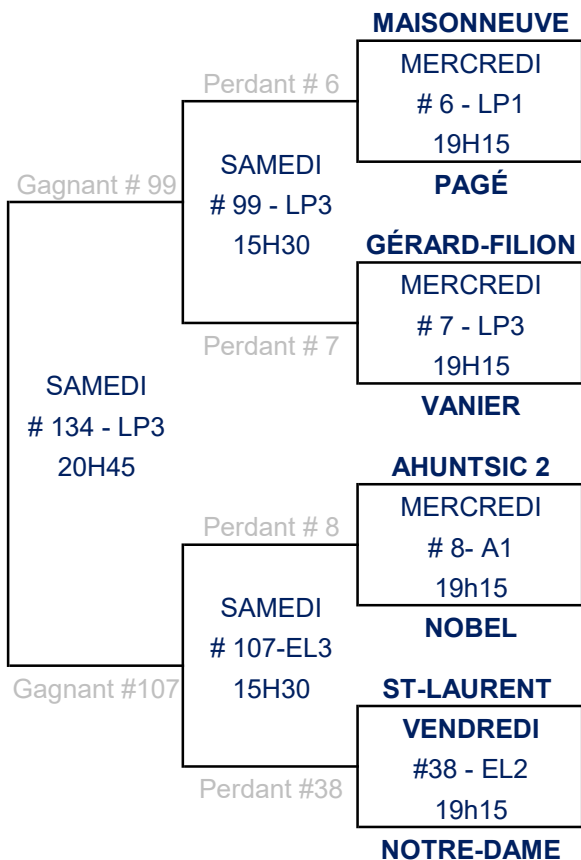 MAISONNEUVE
MERCREDI
# 6 - LP1
19H15
PAGÉ
Perdant # 6
SAMEDI
# 99 - LP3
15H30
Gagnant # 99
GÉRARD-FILION
MERCREDI
# 7 - LP3
19H15
VANIER
Perdant # 7
SAMEDI
# 134 - LP3
20H45
AHUNTSIC 2
MERCREDI
# 8- A1
19h15
NOBEL
Perdant # 8
SAMEDI
# 107-EL3
15H30
Gagnant #107
ST-LAURENT
VENDREDI
#38 - EL2
19h15
NOTRE-DAME
Perdant #38